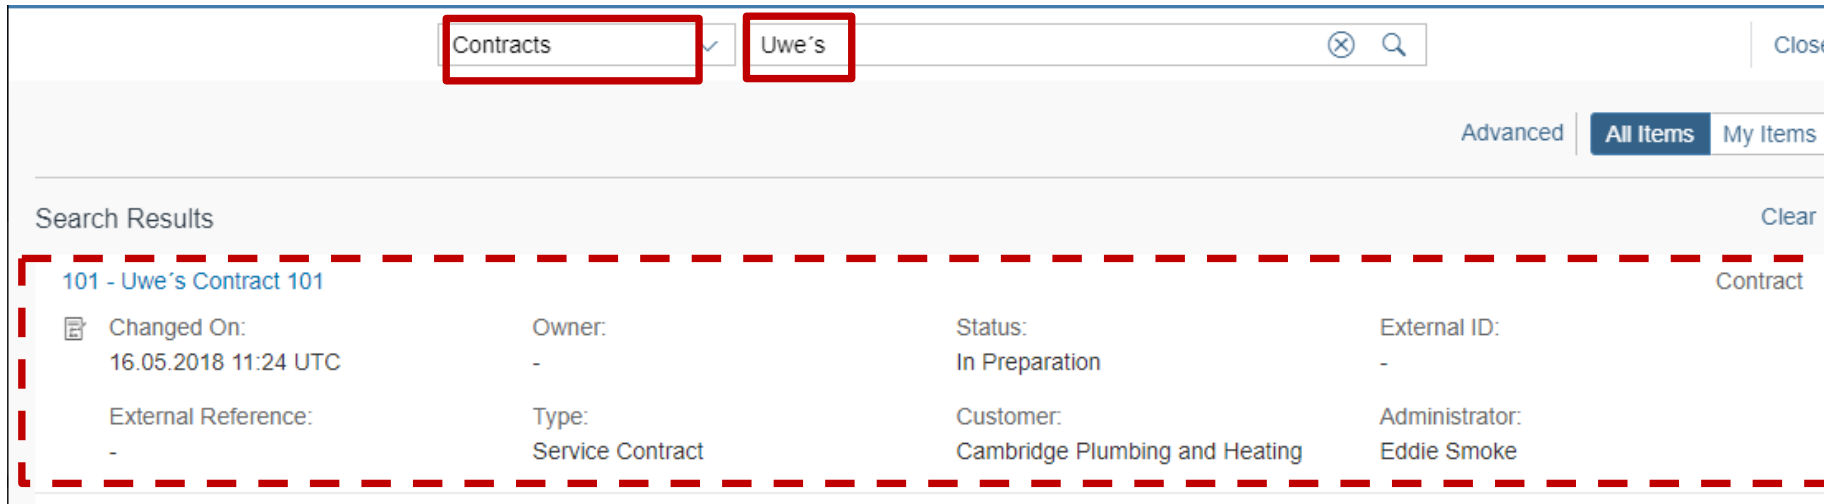 Contracts Uwe´s Close
Advanced All Items My Items
Search Results Clear
101 - Uwe´s Contract 101 Contract
Changed On: Owner: Status: External ID:
16.05.2018 11:24 UTC - In Preparation -
External Reference: Type: Customer: Administrator:
- Service Contract Cambridge Plumbing and Heating Eddie Smoke